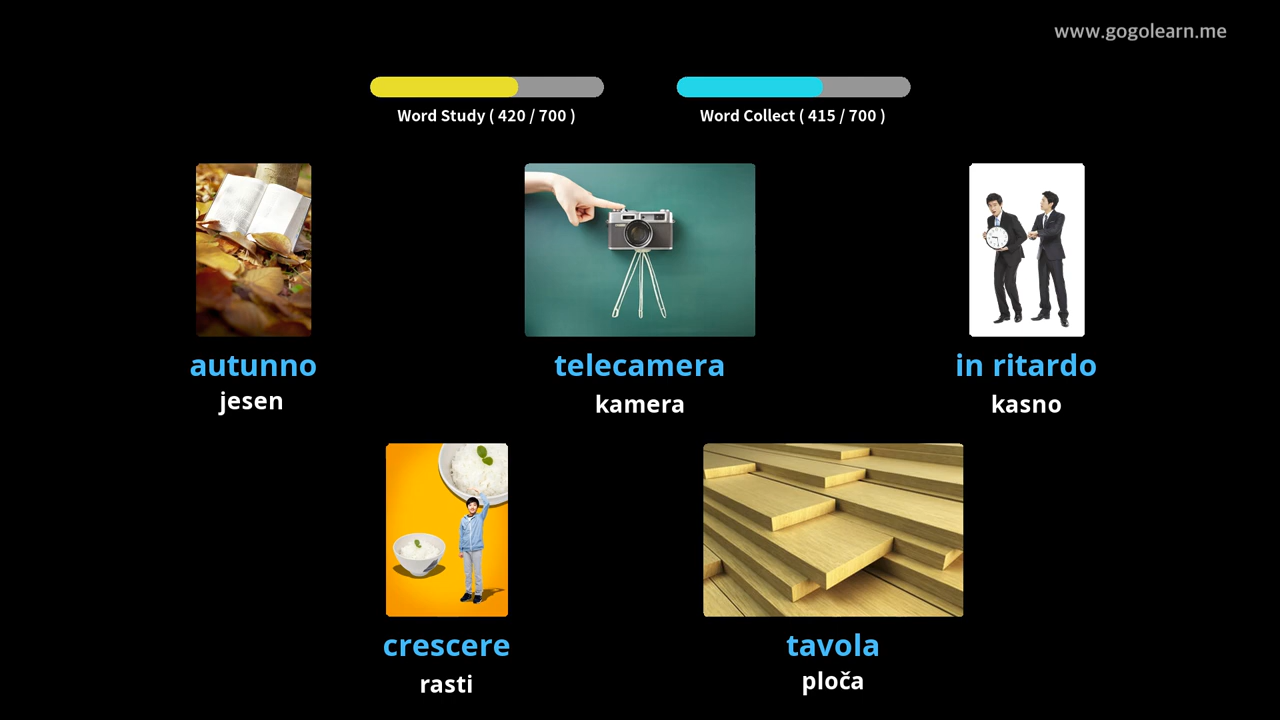 www.gogolearn.me
Word Study ( 420 / 700 )
Word Collect ( 415 / 700 )
autunno
jesen
telecamera
kamera
in ritardo
kasno
crescere
rasti
tavola
ploča